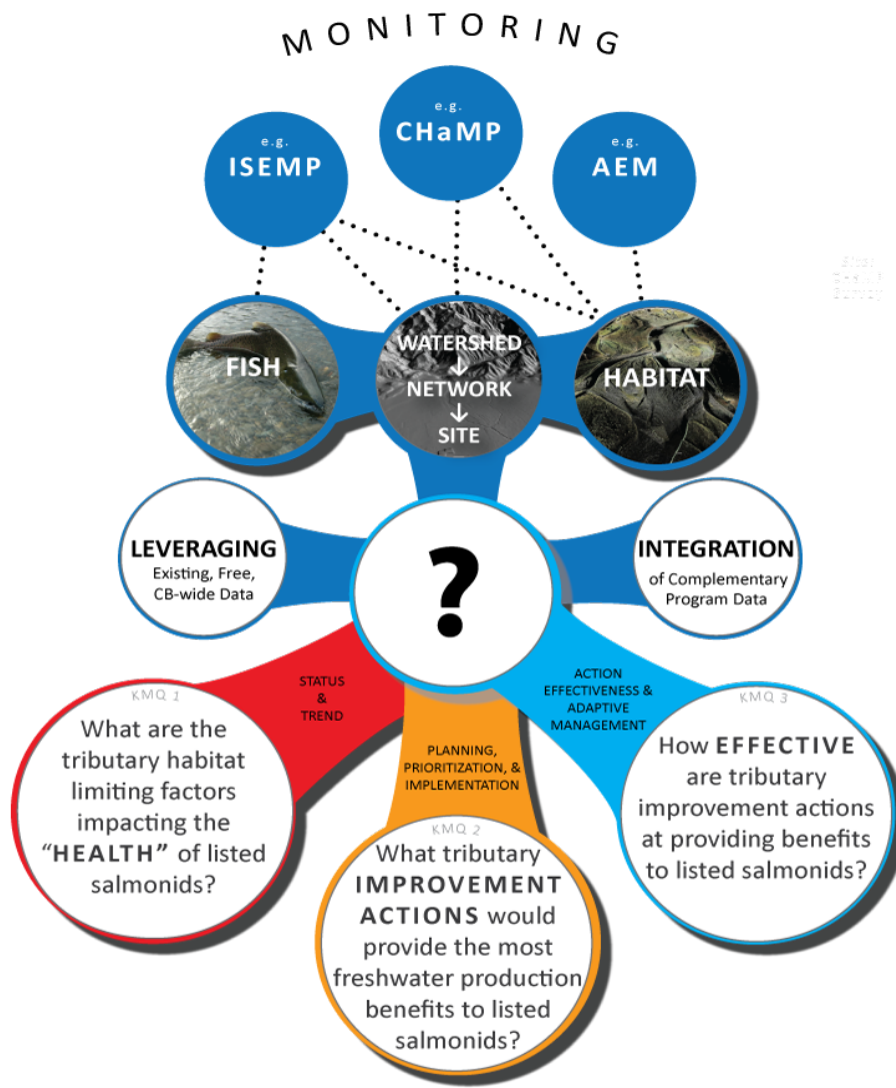 MONITORING
e.g.
ISEMP
e.g.
CHaMP
e.g.
AEM
FISH
WATERSHED
↓
NETWORK
↓
SITE
HABITAT
LEVERAGING
Existing, Free,
CB-wide Data
?
INTEGRATION
of Complementary
Program Data
STATUS
&
TREND
PLANNING,
PRIORITIZATION, &
IMPLEMENTATION
ACTION
EFFECTIVENESS &
ADAPTIVE
MANAGEMENT
KMQ 1
What are the
tributary habitat
limiting factors
impacting the
“HEALTH” of listed
salmonids?
KMQ 2
What tributary
IMPROVEMENT
ACTIONS would
provide the most
freshwater production
benefits to listed
salmonids?
KMQ 3
How EFFECTIVE
are tributary
improvement actions
at providing benefits
to listed salmonids?